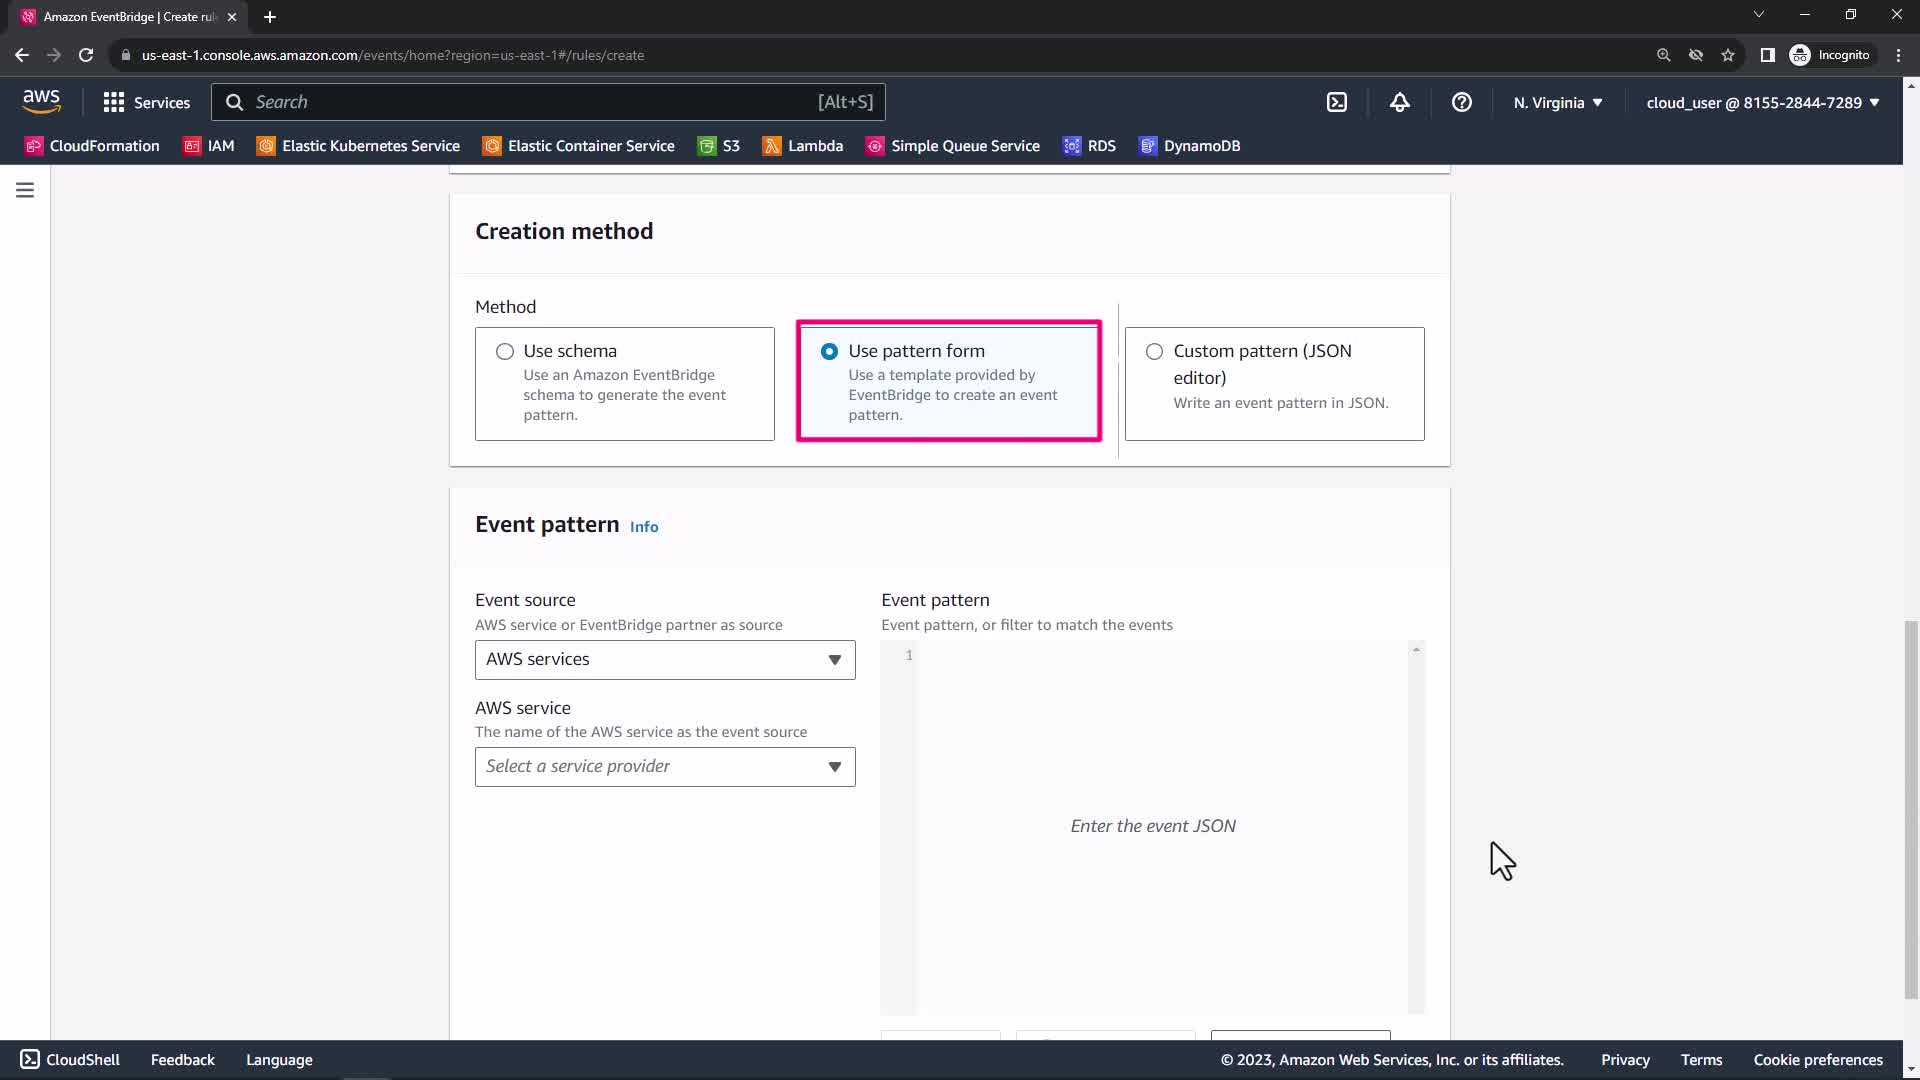 Amazon EventBridge | Create rul
us-east-1.console.aws.amazon.com/events/home?region=us-east-1#/rules/create
Incognito
aws
Services
Search
[Alt+S]
N. Virginia
cloud_user @ 8155-2844-7289
CloudFormation
IAM
Elastic Kubernetes Service
Elastic Container Service
S3
Lambda
Simple Queue Service
RDS
DynamoDB
Creation method
Method
Use schema
Use an Amazon EventBridge
schema to generate the event
pattern.
Use pattern form
Use a template provided by
EventBridge to create an event
pattern.
Custom pattern (JSON
editor)
Write an event pattern in JSON.
Event pattern Info
Event source
AWS service or EventBridge partner as source
AWS services
AWS service
The name of the AWS service as the event source
Select a service provider
Event pattern
Event pattern, or filter to match the events
1
Enter the event JSON
CloudShell
Feedback
Language
© 2023, Amazon Web Services, Inc. or its affiliates.
Privacy
Terms
Cookie preferences